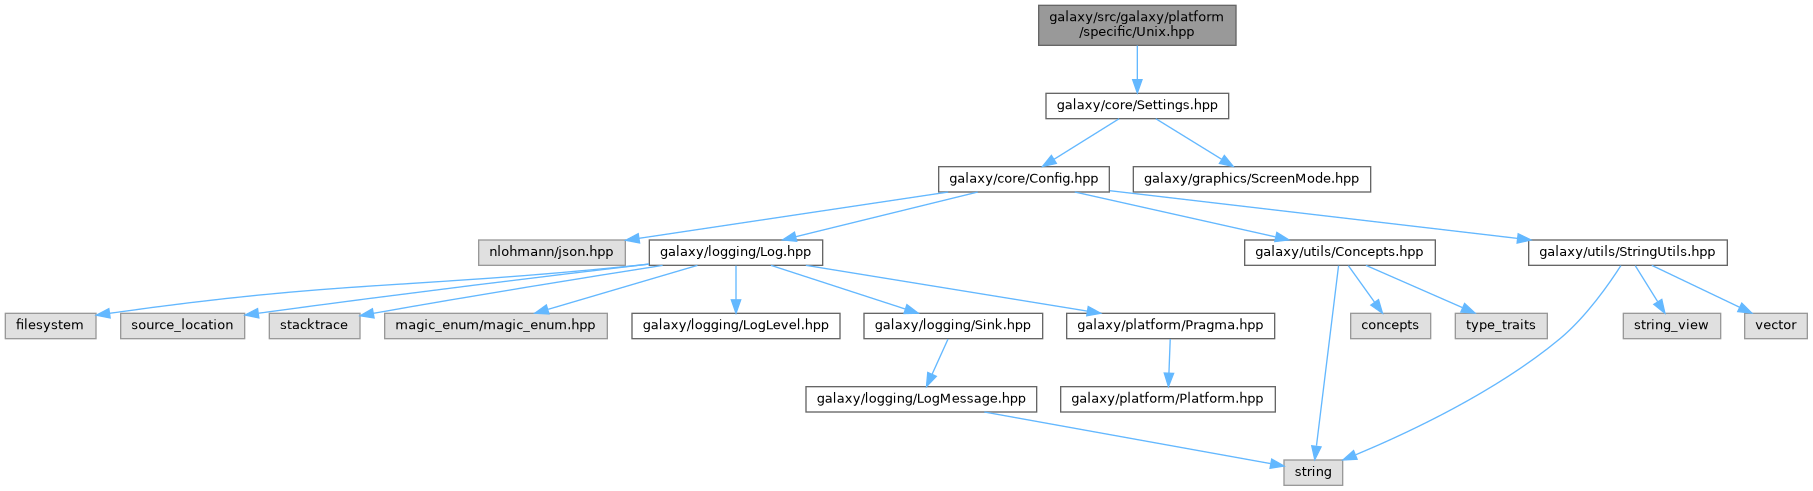 galaxy/src/galaxy/platform
/specific/Unix.hpp
galaxy/core/Settings.hpp
galaxy/core/Config.hpp
galaxy/graphics/ScreenMode.hpp
nlohmann/json.hpp
galaxy/logging/Log.hpp
galaxy/utils/Concepts.hpp
galaxy/utils/StringUtils.hpp
filesystem
source_location
stacktrace
magic_enum/magic_enum.hpp
galaxy/logging/LogLevel.hpp
galaxy/logging/Sink.hpp
galaxy/platform/Pragma.hpp
concepts
type_traits
string_view
vector
galaxy/logging/LogMessage.hpp
galaxy/platform/Platform.hpp
string